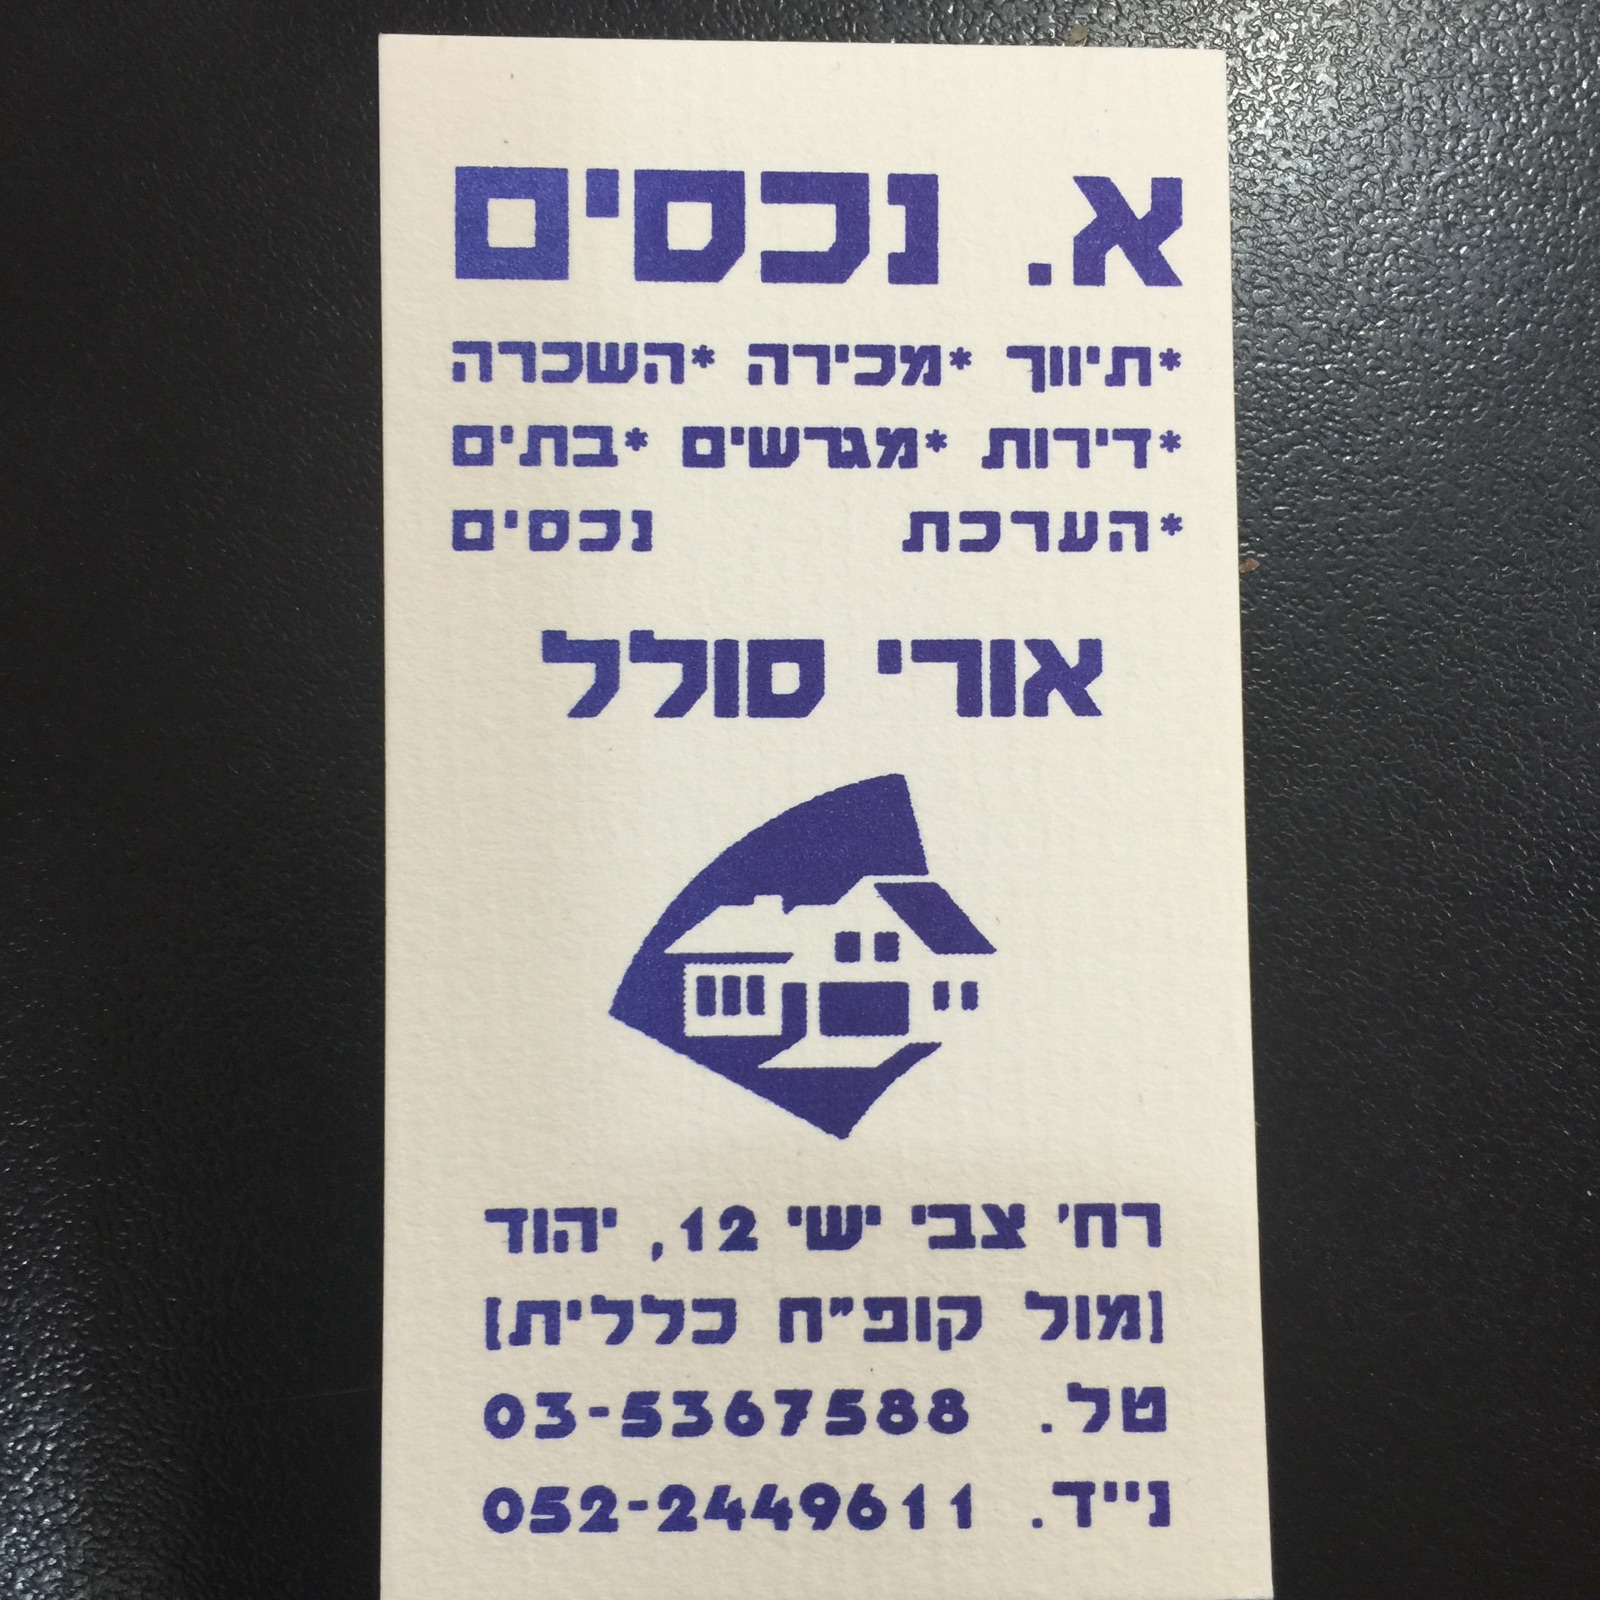 א. נכסים
*תיווך *מכירה *השכרה
*דירות *מגרשים *בתים
*הערכת נכסים
אורי סולל
רח' צבי ישי 12, יהוד
[מול קופ"ח כללית]
טל. 03-5367588
נייד. 052-2449611